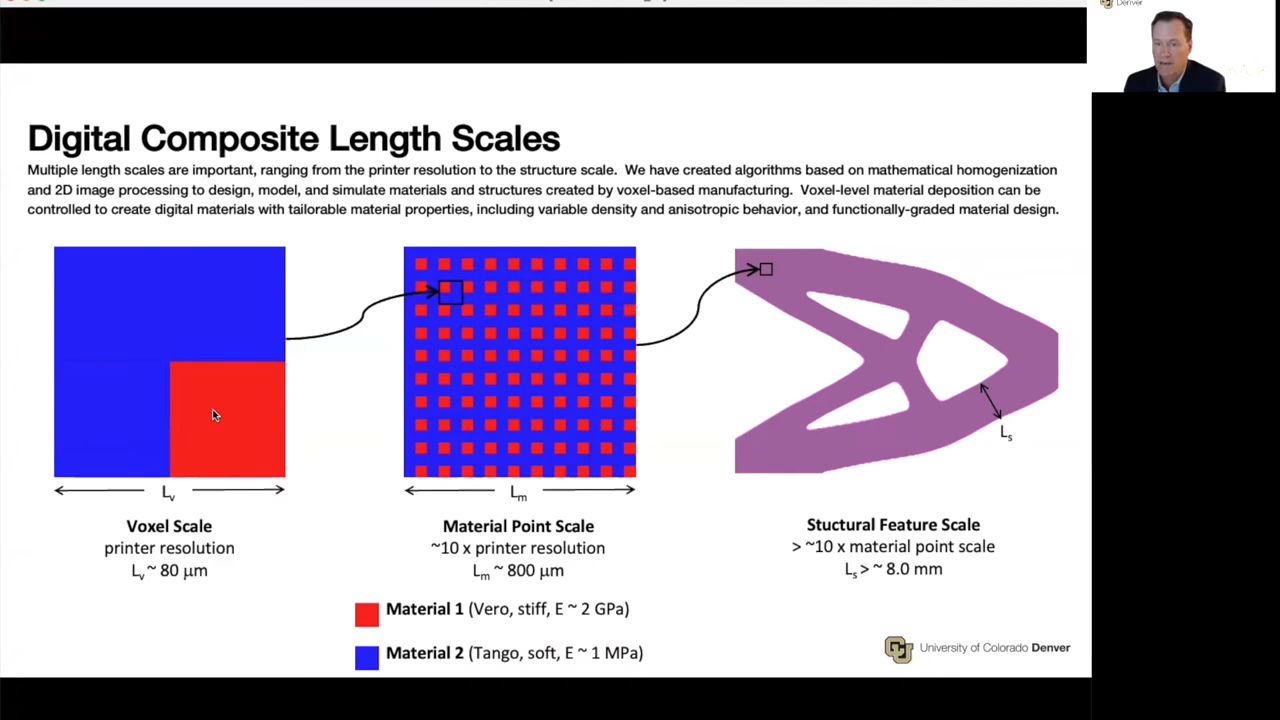 Denver
Digital Composite Length Scales
Multiple length scales are important, ranging from the printer resolution to the structure scale. We have created algorithms based on mathematical homogenization
and 2D image processing to design, model, and simulate materials and structures created by voxel-based manufacturing. Voxel-level material deposition can be
controlled to create digital materials with tailorable material properties, including variable density and anisotropic behavior, and functionally-graded material design.
Ls
Lv
Lm
Voxel Scale
printer resolution
Lv ~ 80 μm
Material Point Scale
~10 x printer resolution
Lm ~ 800 μm
Stuctural Feature Scale
> ~10 x material point scale
Ls > ~ 8.0 mm
Material 1 (Vero, stiff, E ~ 2 GPa)
Material 2 (Tango, soft, E ~ 1 MPa)
University of Colorado Denver